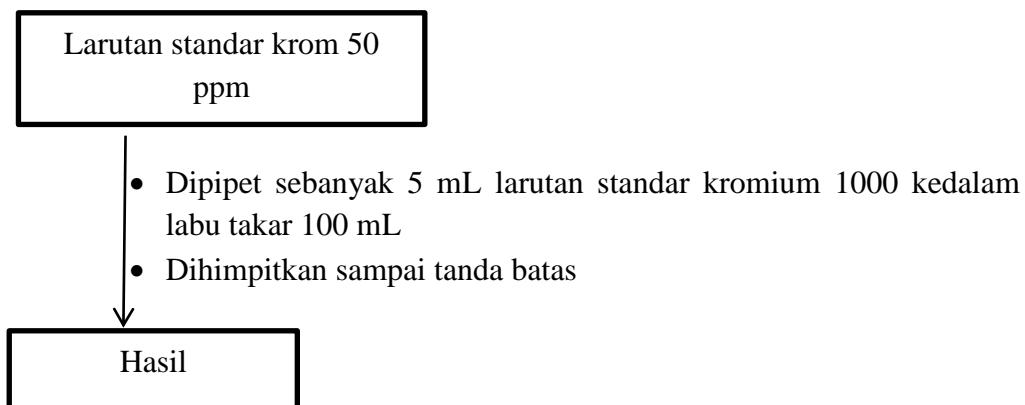 Larutan standar krom 50
ppm
• Dipipet sebanyak 5 mL larutan standar kromium 1000 kedalam
labu takar 100 mL
• Dihimpitkan sampai tanda batas
Hasil